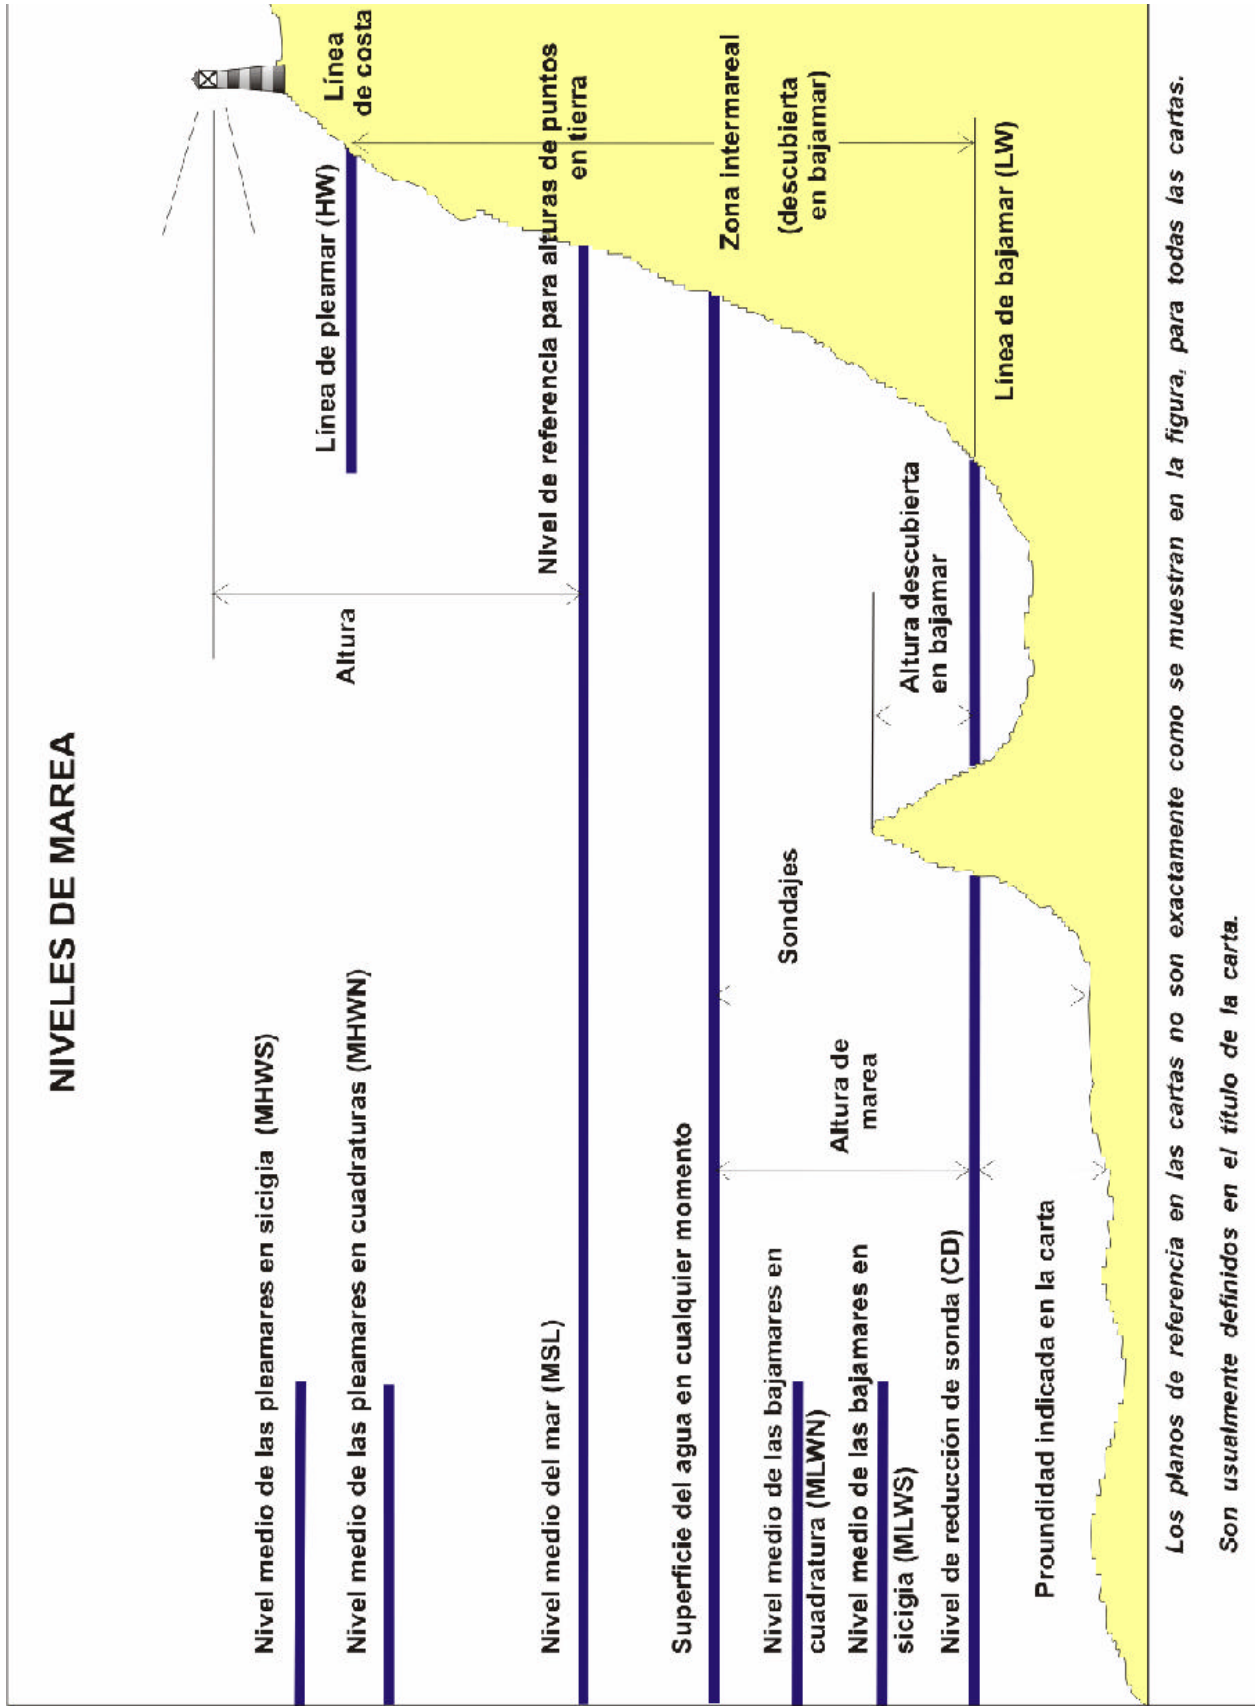 NIVELES DE MAREA
Nivel medio de las pleamares en sicigia (MHWS)
Nivel medio de las pleamares en cuadraturas (MHWN)
Altura
Línea de pleamar (HW)
Línea
de costa
Nivel medio del mar (MSL)
Nivel de referencia para alturas de puntos
en tierra
Superficie del agua en cualquier momento
Zona intermareal
(descubierta
en bajamar)
Nivel medio de las bajamares en
cuadratura (MLWN)
Nivel medio de las bajamares en
sicigia (MLWS)
Altura de
marea
Sondajes
Altura descubierta
en bajamar
Nivel de reducción de sonda (CD)
Línea de bajamar (LW)
Proundidad indicada en la carta
Los planos de referencia en las cartas no son exactamente como se muestran en la figura, para todas las cartas.
Son usualmente definidos en el título de la carta.